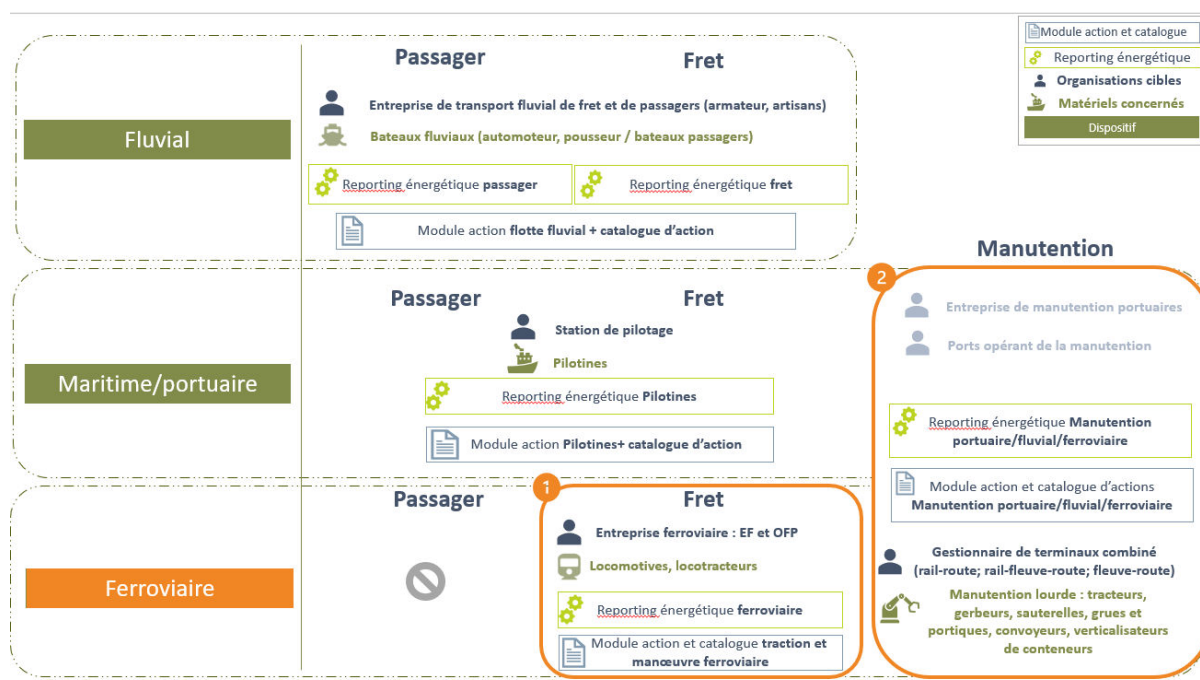 Module action et catalogue
Reporting énergétique
Organisations cibles
Matériels concernés
Dispositif
Passager
Fret
Fluvial
Entreprise de transport fluvial de fret et de passagers (armateur, artisans)
Bateaux fluviaux (automoteur, pousseur / bateaux passagers)
Reporting énergétique passager
Reporting énergétique fret
Module action flotte fluvial + catalogue d'action
Maritime/portuaire
Passager
Fret
Station de pilotage
Pilotines
Reporting énergétique Pilotines
Module action Pilotines+ catalogue d'action
Manutention
2
Entreprise de manutention portuaires
Ports opérant de la manutention
Reporting énergétique Manutention
portuaire/fluvial/ferroviaire
Module action et catalogue d'actions
Manutention portuaire/fluvial/ferroviaire
Gestionnaire de terminaux combiné
(rail-route; rail-fleuve-route; fleuve-route)
Manutention lourde : tracteurs,
gerbeurs, sauterelles, grues et
portiques, convoyeurs, verticalisateurs
de conteneurs
Ferroviaire
Passager
1
Fret
Entreprise ferroviaire : EF et OFP
Locomotives, locotracteurs
Reporting énergétique ferroviaire
Module action et catalogue traction et
manœuvre ferroviaire